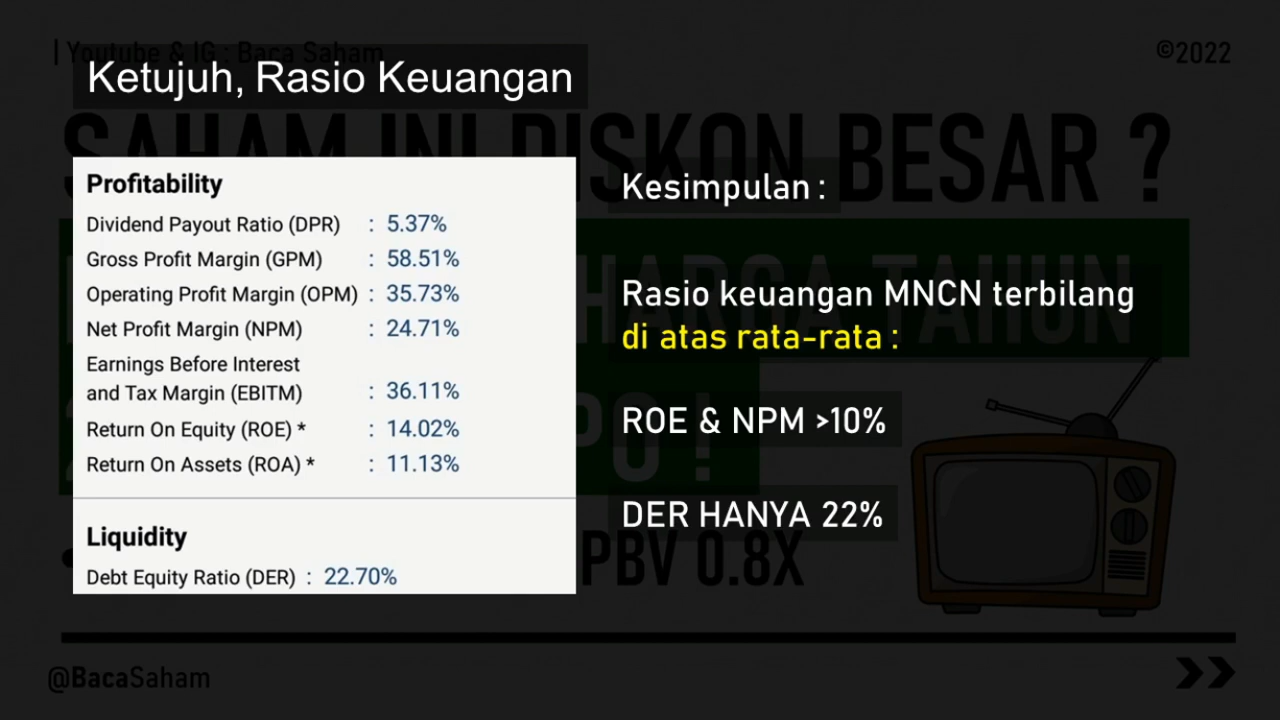 | Youtube & IG : Baca Saham
©2022
Ketujuh, Rasio Keuangan
SAHAM INI DISKON BESAR ?
HARGA TAHUN
PBV 0.8X
Profitability
Dividend Payout Ratio (DPR) : 5.37%
Gross Profit Margin (GPM) : 58.51%
Operating Profit Margin (OPM) : 35.73%
Net Profit Margin (NPM) : 24.71%
Earnings Before Interest
and Tax Margin (EBITM) : 36.11%
Return On Equity (ROE) * : 14.02%
Return On Assets (ROA) * : 11.13%
Liquidity
Debt Equity Ratio (DER) : 22.70%
Kesimpulan :
Rasio keuangan MNCN terbilang
di atas rata-rata :
ROE & NPM >10%
DER HANYA 22%
@BacaSaham